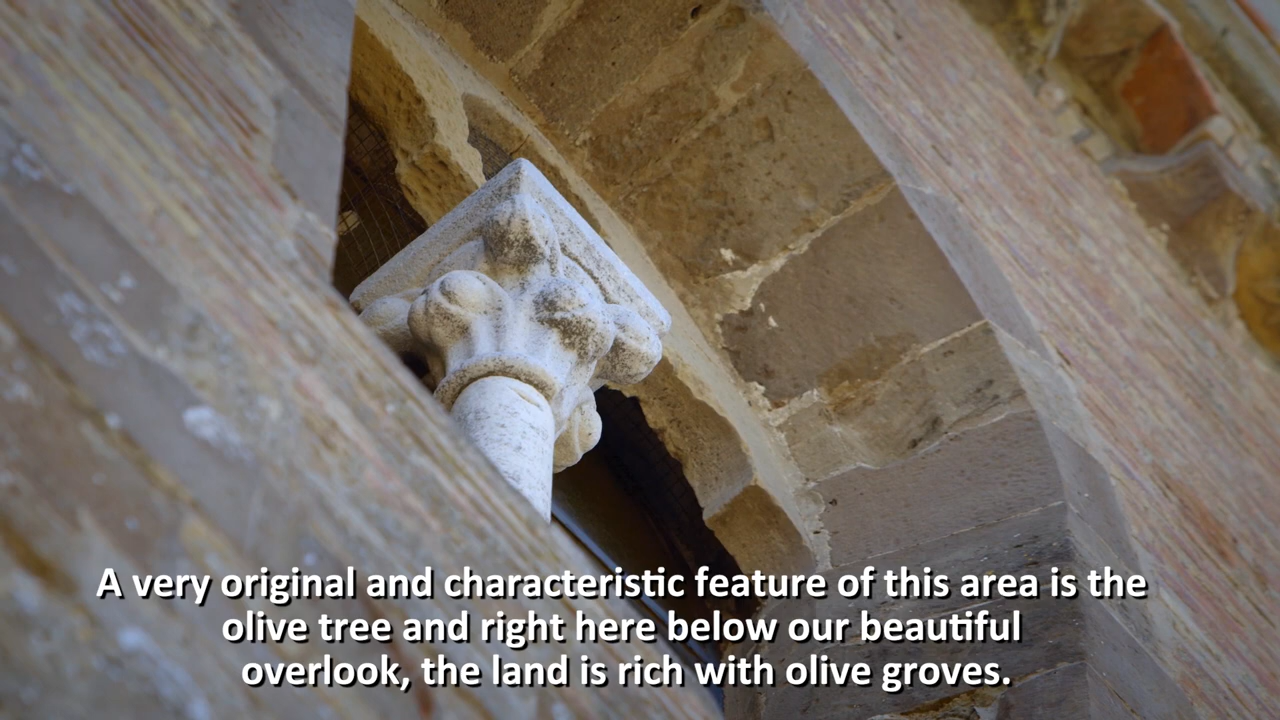 A very original and characteristic feature of this area is the
olive tree and right here below our beautiful
overlook, the land is rich with olive groves.